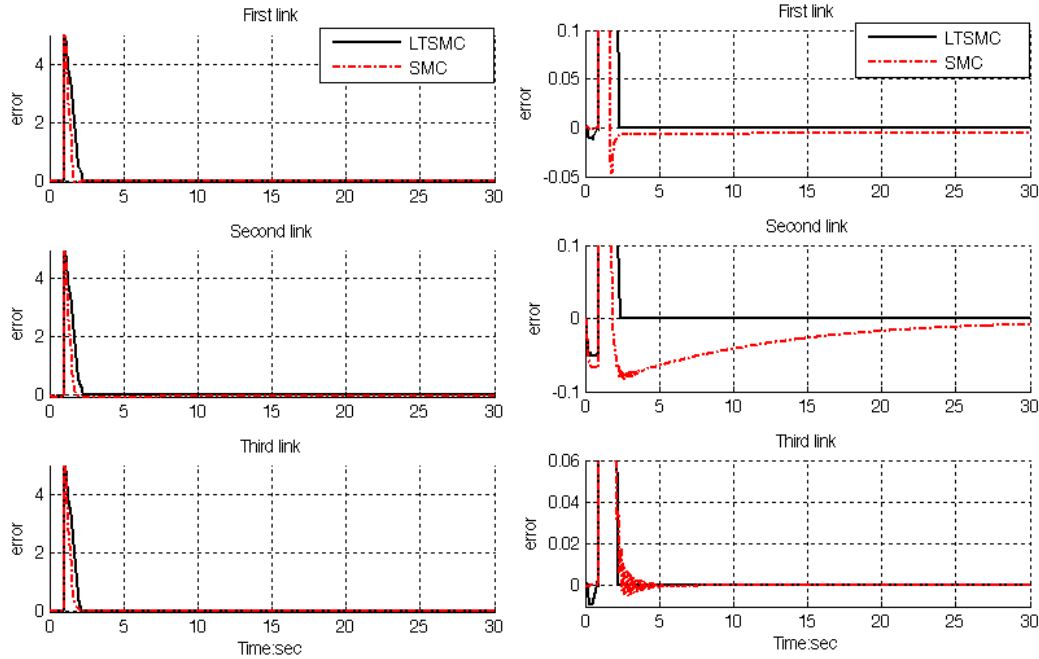 First link
LTSMC
SMC
error
4
2
0
0 5 10 15 20 25 30
Second link
error
4
2
0
0 5 10 15 20 25 30
Third link
error
4
2
0
0 5 10 15 20 25 30
Time:sec
First link
LTSMC
SMC
error
0.1
0.05
0
-0.05
0 5 10 15 20 25 30
Second link
error
0.1
0
-0.1
0 5 10 15 20 25 30
Third link
error
0.06
0.04
0.02
0
0 5 10 15 20 25 30
Time:sec